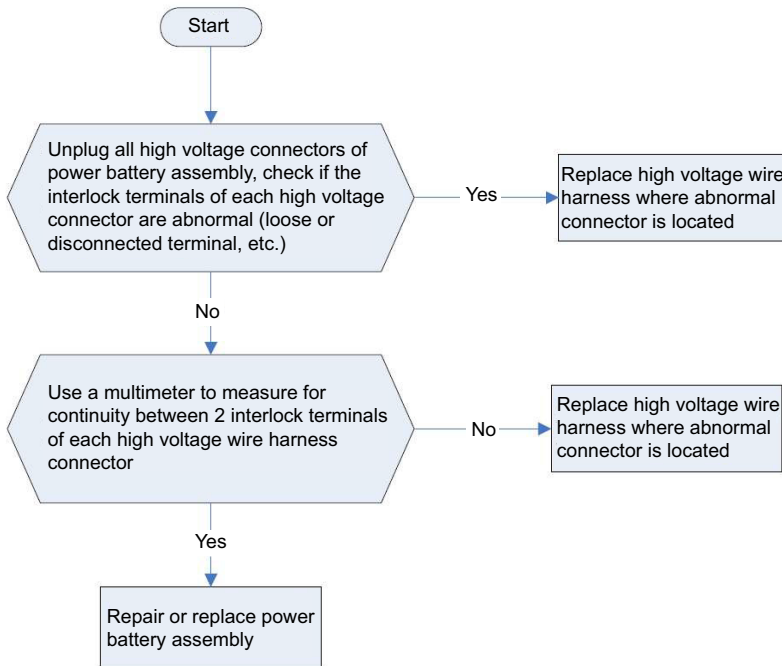 Start
Unplug all high voltage connectors of
power battery assembly, check if the
interlock terminals of each high voltage
connector are abnormal (loose or
disconnected terminal, etc.)
Yes
Replace high voltage wire
harness where abnormal
connector is located
No
Use a multimeter to measure for
continuity between 2 interlock terminals
of each high voltage wire harness
connector
No
Replace high voltage wire
harness where abnormal
connector is located
Yes
Repair or replace power
battery assembly